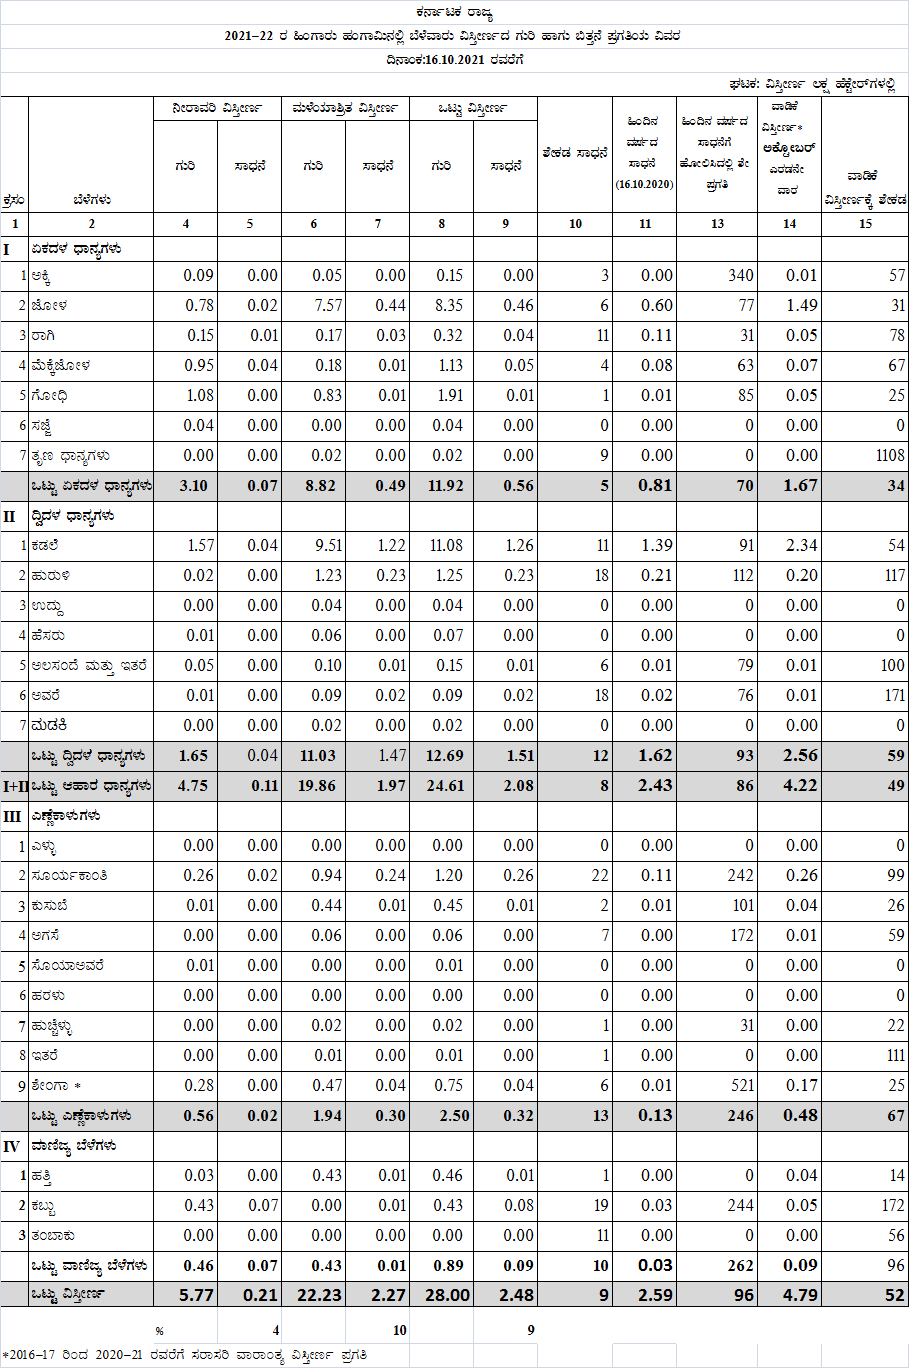 ಕರ್ನಾಟಕ ರಾಜ್ಯ
2021–22 ರ ಹಿಂಗಾರು ಹಂಗಾಮಿನಲ್ಲಿ ಬೆಳೆವಾರು ವಿಸ್ತೀರ್ಣದ ಗುರಿ ಹಾಗು ಬಿತ್ತನೆ ಪ್ರಗತಿಯ ವಿವರ
ದಿನಾಂಕ:16.10.2021 ರವರೆಗೆ
ಘಟಕ: ವಿಸ್ತೀರ್ಣ ಲಕ್ಷ ಹೆಕ್ಟೇರ್‌ಗಳಲ್ಲಿ
ಕ್ರಸಂ ಬೆಳೆಗಳು ನೀರಾವರಿ ವಿಸ್ತೀರ್ಣ ಮಳೆಯಾಶ್ರಿತ ವಿಸ್ತೀರ್ಣ ಒಟ್ಟು ವಿಸ್ತೀರ್ಣ ಶೇಕಡ ಸಾಧನೆ ಹಿಂದಿನ ವರ್ಷದ ಸಾಧನೆ (16.10.2020) ಹಿಂದಿನ ವರ್ಷದ ಸಾಧನೆಗೆ ಹೋಲಿಸಿದಲ್ಲಿ ಶೇ ಪ್ರಗತಿ ವಾಡಿಕೆ ವಿಸ್ತೀರ್ಣ* ಅಕ್ಟೋಬರ್ ಎರಡನೇ ವಾರ ವಾಡಿಕೆ ವಿಸ್ತೀರ್ಣಕ್ಕೆ ಶೇಕಡ
ಗುರಿ ಸಾಧನೆ ಗುರಿ ಸಾಧನೆ ಗುರಿ ಸಾಧನೆ
1 2 4 5 6 7 8 9 10 11 13 14 15
I ಏಕದಳ ಧಾನ್ಯಗಳು
1 ಅಕ್ಕಿ 0.09 0.00 0.05 0.00 0.15 0.00 3 0.00 340 0.01 57
2 ಜೋಳ 0.78 0.02 7.57 0.44 8.35 0.46 6 0.60 77 1.49 31
3 ರಾಗಿ 0.15 0.01 0.17 0.03 0.32 0.04 11 0.11 31 0.05 78
4 ಮೆಕ್ಕೆಜೋಳ 0.95 0.04 0.18 0.01 1.13 0.05 4 0.08 63 0.07 67
5 ಗೋಧಿ 1.08 0.00 0.83 0.01 1.91 0.01 1 0.01 85 0.05 25
6 ಸಜ್ಜೆ 0.04 0.00 0.00 0.00 0.04 0.00 0 0.00 0 0.00 0
7 ತೃಣ ಧಾನ್ಯಗಳು 0.00 0.00 0.02 0.00 0.02 0.00 9 0.00 0 0.00 1108
ಒಟ್ಟು ಏಕದಳ ಧಾನ್ಯಗಳು 3.10 0.07 8.82 0.49 11.92 0.56 5 0.81 70 1.67 34
II ದ್ವಿದಳ ಧಾನ್ಯಗಳು
1 ಕಡಲೆ 1.57 0.04 9.51 1.22 11.08 1.26 11 1.39 91 2.34 54
2 ಹುರುಳಿ 0.02 0.00 1.23 0.23 1.25 0.23 18 0.21 112 0.20 117
3 ಉದ್ದು 0.00 0.00 0.04 0.00 0.04 0.00 0 0.00 0 0.00 0
4 ಹೆಸರು 0.01 0.00 0.06 0.00 0.07 0.00 0 0.00 0 0.00 0
5 ಅಲಸಂದೆ ಮತ್ತು ಇತರೆ 0.05 0.00 0.10 0.01 0.15 0.01 6 0.01 79 0.01 100
6 ಅವರೆ 0.01 0.00 0.09 0.02 0.09 0.02 18 0.02 76 0.01 171
7 ಮಡಕಿ 0.00 0.00 0.02 0.00 0.02 0.00 0 0.00 0 0.00 0
ಒಟ್ಟು ದ್ವಿದಳ ಧಾನ್ಯಗಳು 1.65 0.04 11.03 1.47 12.69 1.51 12 1.62 93 2.56 59
I+II ಒಟ್ಟು ಆಹಾರ ಧಾನ್ಯಗಳು 4.75 0.11 19.86 1.97 24.61 2.08 8 2.43 86 4.22 49
III ಎಣ್ಣೆಕಾಳುಗಳು
1 ಎಳ್ಳು 0.00 0.00 0.00 0.00 0.00 0.00 0 0.00 0 0.00 0
2 ಸೂರ್ಯಕಾಂತಿ 0.26 0.02 0.94 0.24 1.20 0.26 22 0.11 242 0.26 99
3 ಕುಸುಬೆ 0.01 0.00 0.44 0.01 0.45 0.01 2 0.01 101 0.04 26
4 ಅಗಸೆ 0.00 0.00 0.06 0.00 0.06 0.00 7 0.00 172 0.01 59
5 ಸೊಯಾಅವರೆ 0.01 0.00 0.00 0.00 0.01 0.00 0 0.00 0 0.00 0
6 ಹರಳು 0.00 0.00 0.00 0.00 0.00 0.00 0 0.00 0 0.00 0
7 ಹುಚ್ಚೆಳ್ಳು 0.00 0.00 0.02 0.00 0.02 0.00 1 0.00 31 0.00 22
8 ಇತರೆ 0.00 0.00 0.01 0.00 0.01 0.00 1 0.00 0 0.00 111
9 ಶೇಂಗಾ * 0.28 0.00 0.47 0.04 0.75 0.04 6 0.01 521 0.17 25
ಒಟ್ಟು ಎಣ್ಣೆಕಾಳುಗಳು 0.56 0.02 1.94 0.30 2.50 0.32 13 0.13 246 0.48 67
IV ವಾಣಿಜ್ಯ ಬೆಳೆಗಳು
1 ಹತ್ತಿ 0.03 0.00 0.43 0.01 0.46 0.01 1 0.00 0 0.04 14
2 ಕಬ್ಬು 0.43 0.07 0.00 0.01 0.43 0.08 19 0.03 244 0.05 172
3 ತಂಬಾಕು 0.00 0.00 0.00 0.00 0.00 0.00 11 0.00 0 0.00 56
ಒಟ್ಟು ವಾಣಿಜ್ಯ ಬೆಳೆಗಳು 0.46 0.07 0.43 0.01 0.89 0.09 10 0.03 262 0.09 96
ಒಟ್ಟು ವಿಸ್ತೀರ್ಣ 5.77 0.21 22.23 2.27 28.00 2.48 9 2.59 96 4.79 52
% 4 10 9
*2016–17 ರಿಂದ 2020–21 ರವರೆಗೆ ಸರಾಸರಿ ವಾರಾಂತ್ಯ ವಿಸ್ತೀರ್ಣ ಪ್ರಗತಿ